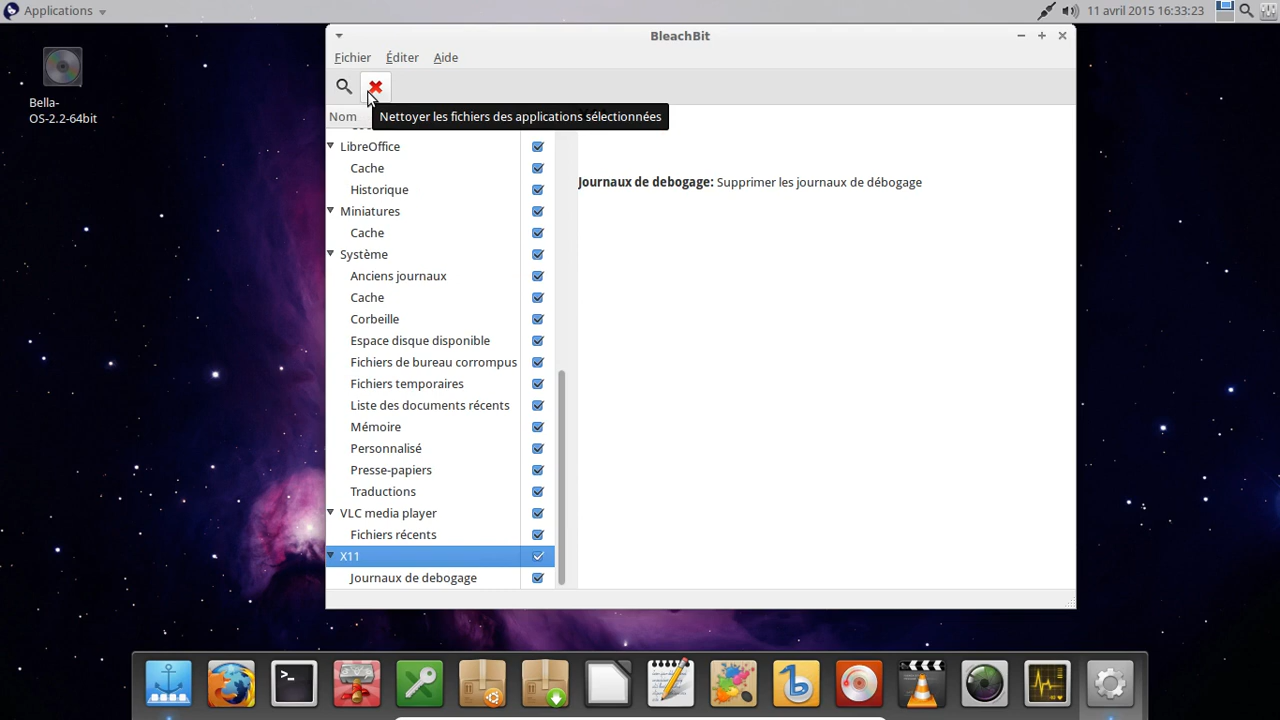 Applications
11 avril 2015 16:33:23
Bella-
OS-2.2-64bit
BleachBit
Fichier Éditer Aide
Nom
Nettoyer les fichiers des applications sélectionnées
LibreOffice
Cache
Historique
Miniatures
Cache
Système
Anciens journaux
Cache
Corbeille
Espace disque disponible
Fichiers de bureau corrompus
Fichiers temporaires
Liste des documents récents
Mémoire
Personnalisé
Presse-papiers
Traductions
VLC media player
Fichiers récents
X11
Journaux de debogage
Journaux de debogage: Supprimer les journaux de débogage